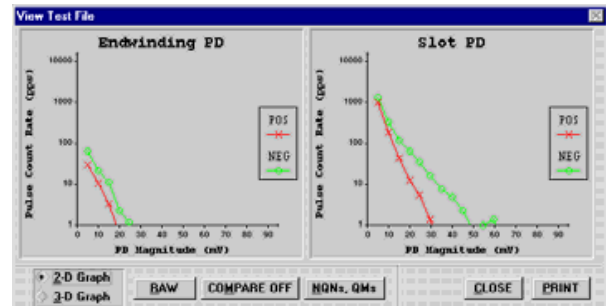 View Test File
Endwinding PD
Pulse Count Rate (pps)
10000
1000
100
10
1
0 10 20 30 40 50 60 70 80 90
PD Magnitude (mV)
POS
NEG
Slot PD
Pulse Count Rate (pps)
10000
1000
100
10
1
0 10 20 30 40 50 60 70 80 90
PD Magnitude (mV)
POS
NEG
2-D Graph
3-D Graph
RAW
COMPARE OFF
NQNs, QMs
CLOSE
PRINT